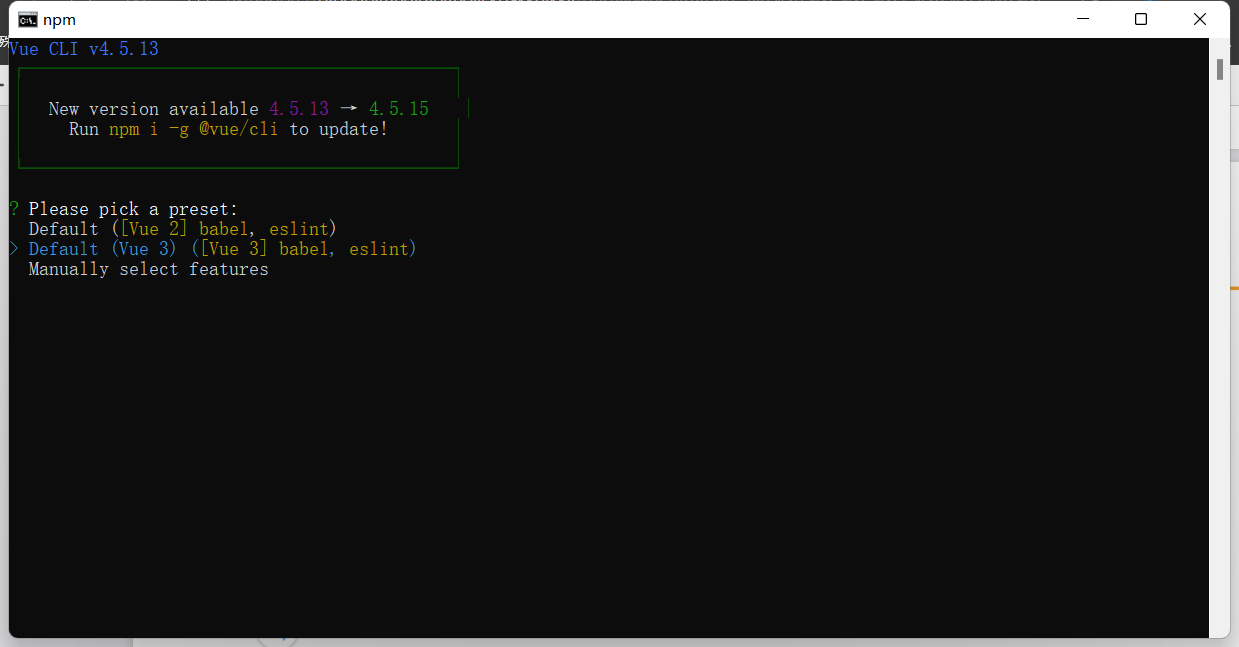 npm
Vue CLI v4.5.13
New version available 4.5.13 → 4.5.15
Run npm i -g @vue/cli to update!
? Please pick a preset:
Default ([Vue 2] babel, eslint)
> Default (Vue 3) ([Vue 3] babel, eslint)
Manually select features